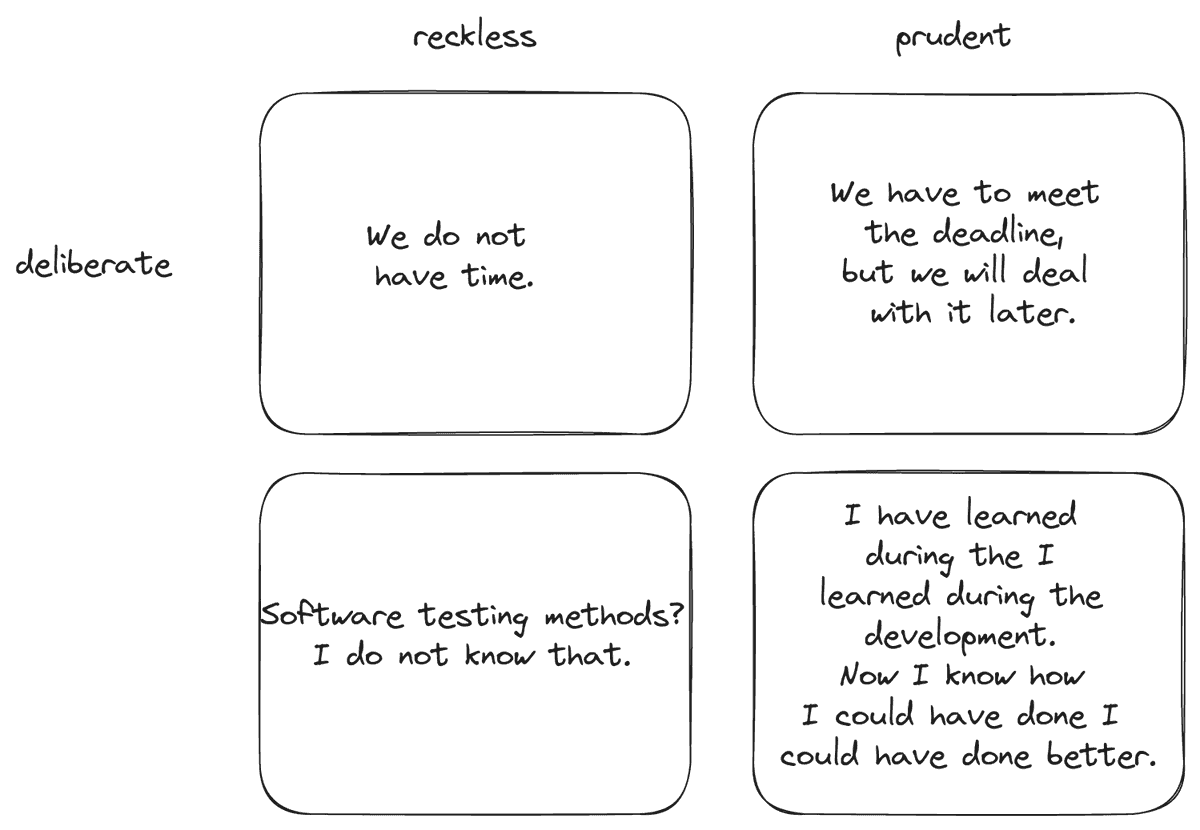 reckless
prudent
deliberate
We do not
have time.
We have to meet
the deadline,
but we will deal
with it later.
Software testing methods?
I do not know that.
I have learned
during the I
learned during the
development.
Now I know how
I could have done I
could have done better.